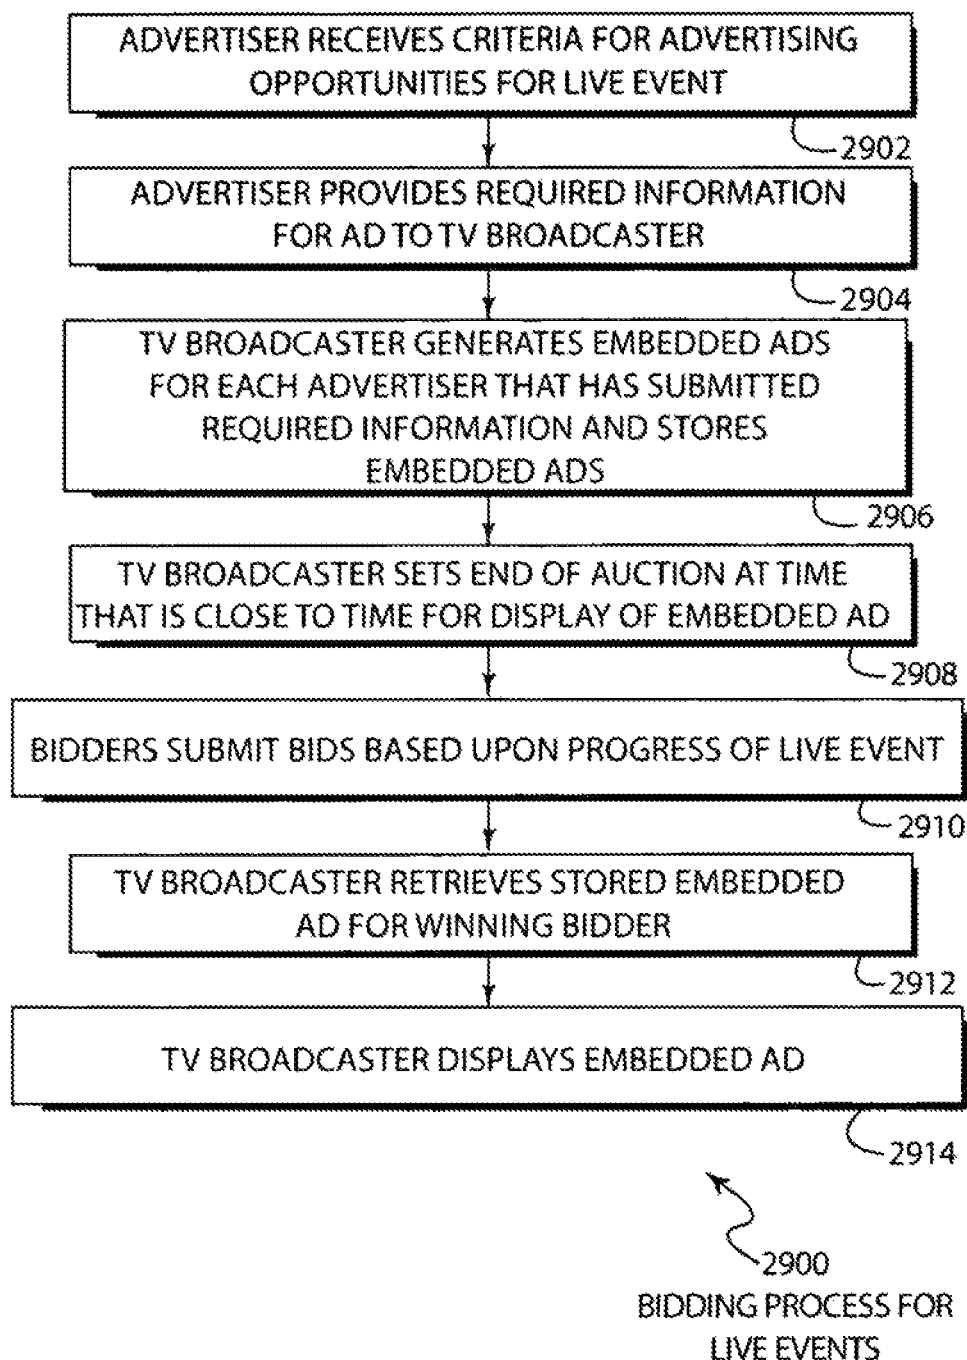 ADVERTISER RECEIVES CRITERIA FOR ADVERTISING
OPPORTUNITIES FOR LIVE EVENT
2902
ADVERTISER PROVIDES REQUIRED INFORMATION
FOR AD TO TV BROADCASTER
2904
TV BROADCASTER GENERATES EMBEDDED ADS
FOR EACH ADVERTISER THAT HAS SUBMITTED
REQUIRED INFORMATION AND STORES
EMBEDDED ADS
2906
TV BROADCASTER SETS END OF AUCTION AT TIME
THAT IS CLOSE TO TIME FOR DISPLAY OF EMBEDDED AD
2908
BIDDERS SUBMIT BIDS BASED UPON PROGRESS OF LIVE EVENT
2910
TV BROADCASTER RETRIEVES STORED EMBEDDED
AD FOR WINNING BIDDER
2912
TV BROADCASTER DISPLAYS EMBEDDED AD
2914
2900
BIDDING PROCESS FOR
LIVE EVENTS